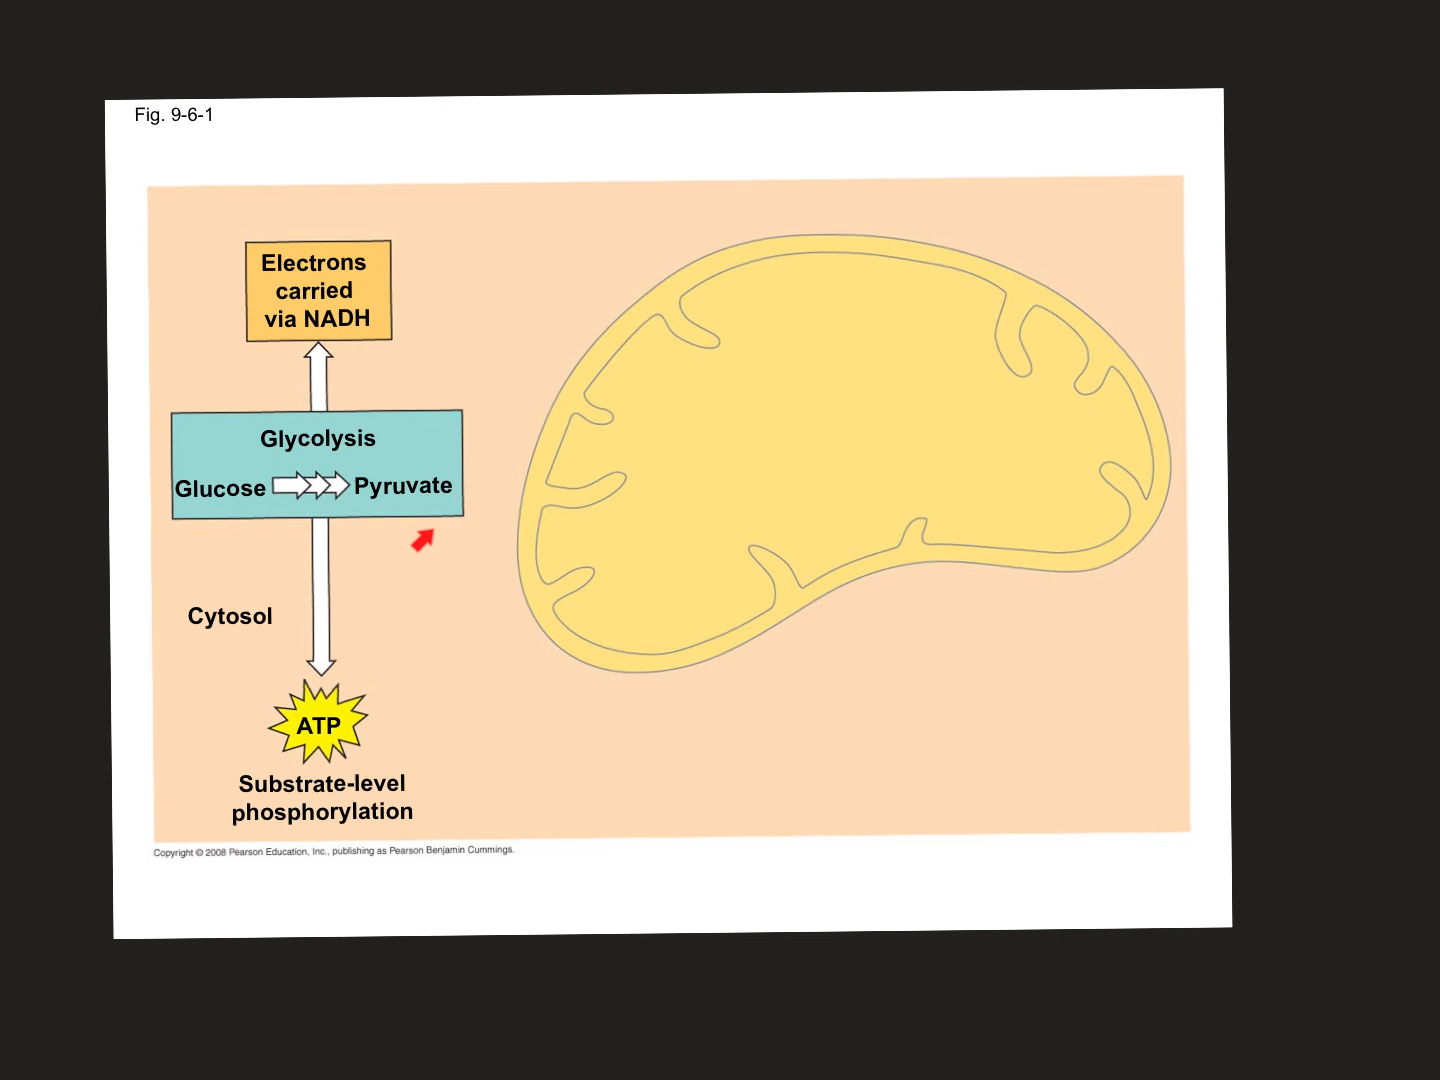 Fig. 9-6-1
Electrons
carried
via NADH
Glycolysis
Glucose Pyruvate
Cytosol
ATP
Substrate-level
phosphorylation
Copyright © 2008 Pearson Education, Inc., publishing as Pearson Benjamin Cummings.